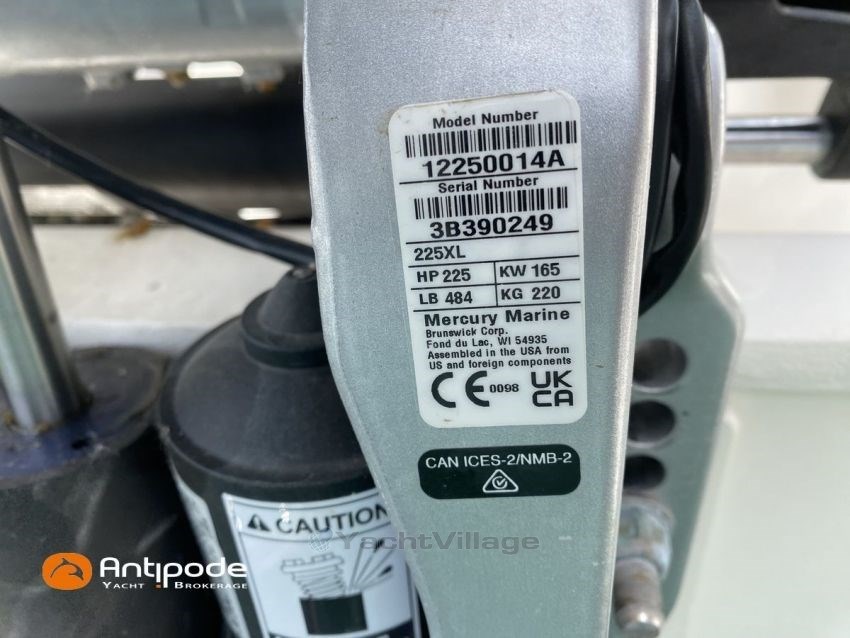 Model Number
12250014A
Serial Number
3B390249
225XL
HP 225 KW 165
LB 484 KG 220
Mercury Marine
Brunswick Corp.
Fond du Lac, WI 54935
Assembled in the USA from
US and foreign components
CE 0098 UK
CA
CAN ICES-2/NMB-2
CAUTION
YachtVillage
Antipode
YACHT BROKERAGE